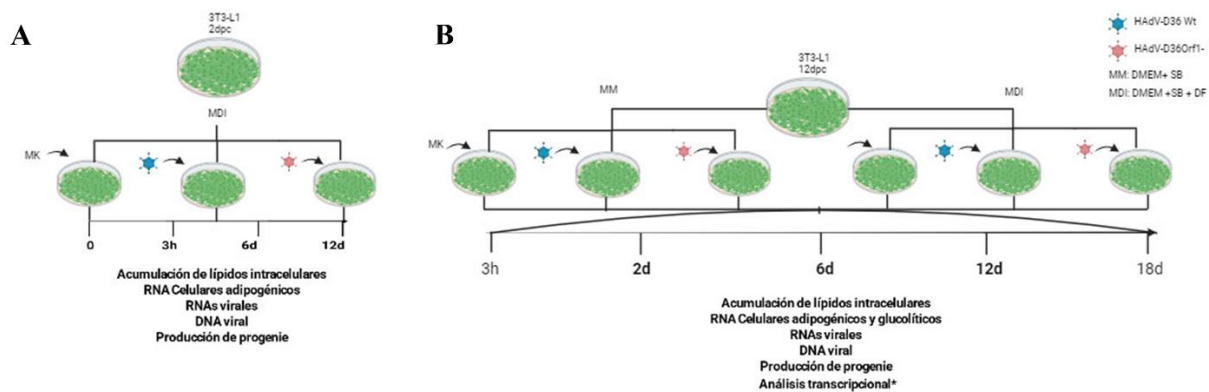 A
3T3-L1
2dpc
MDI
MK
0 3h 6d 12d
Acumulación de lípidos intracelulares
RNA Celulares adipogénicos
RNAs virales
DNA viral
Producción de progenie
B
HAdV-D36 Wt
HAdV-D36Orf1-
MM: DMEM+ SB
MDI: DMEM +SB + DF
3T3-L1
12dpc
MM
MDI
MK
3h 2d 6d 12d 18d
Acumulación de lípidos intracelulares
RNA Celulares adipogénicos y glucolíticos
RNAs virales
DNA viral
Producción de progenie
Análisis transcripcional*